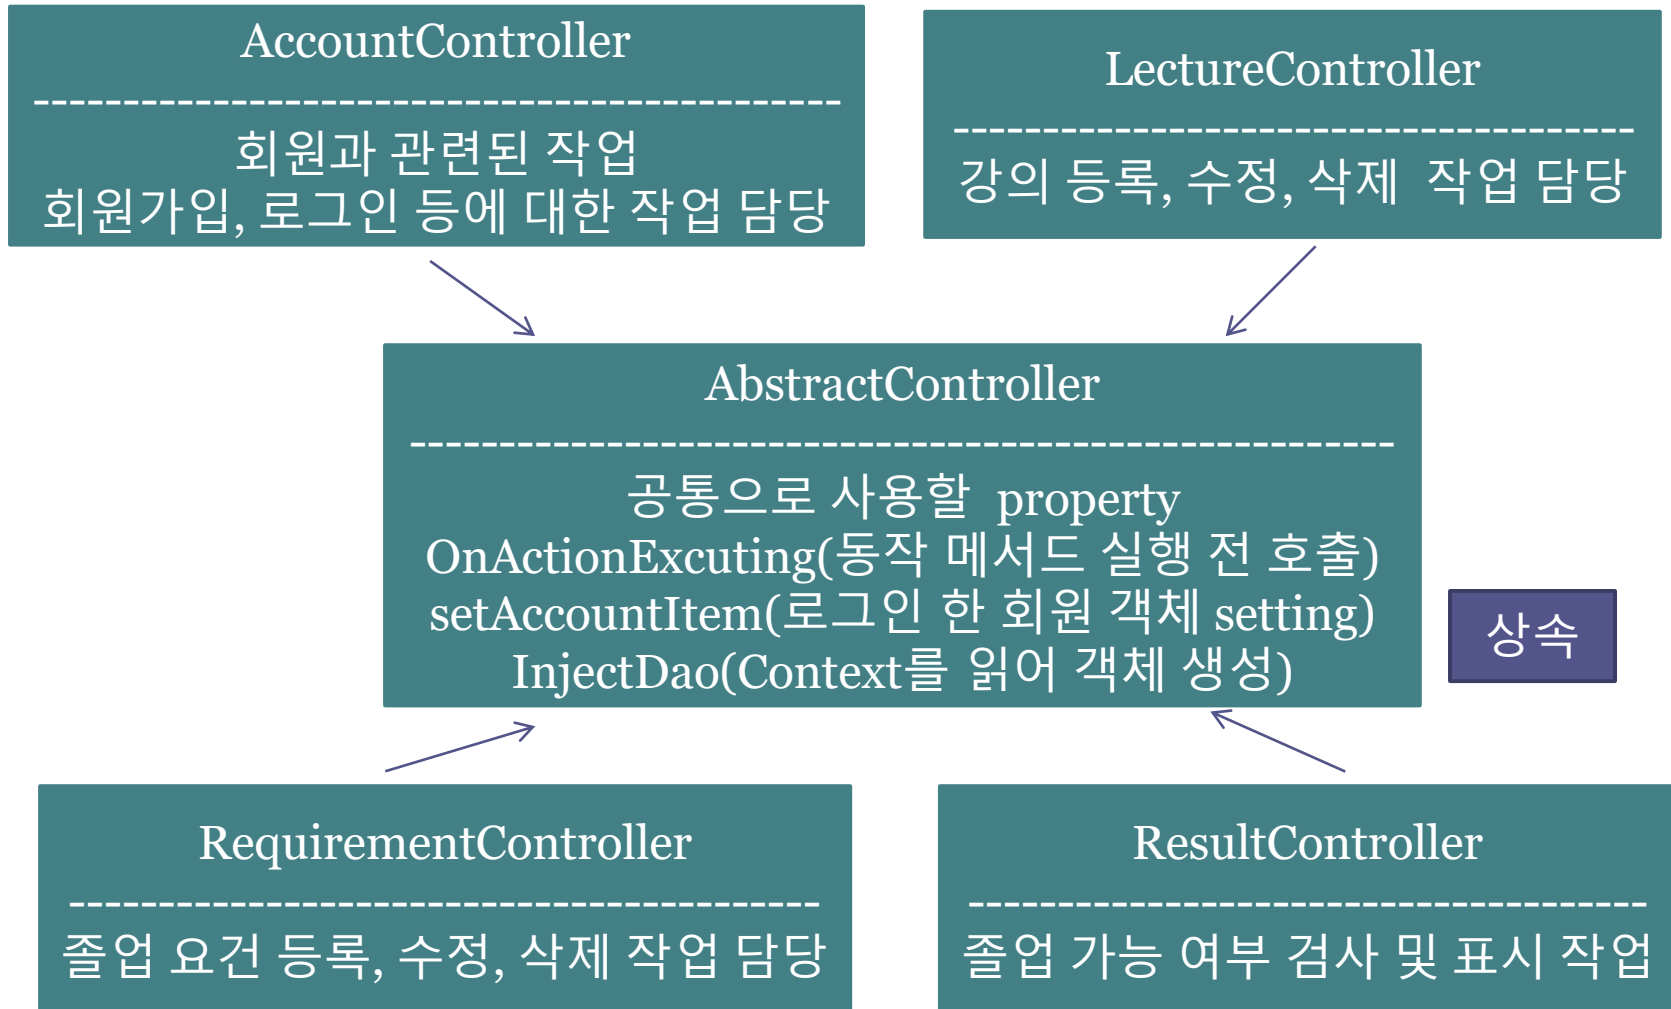 AccountController
---------------------------------------------
회원과 관련된 작업
회원가입, 로그인 등에 대한 작업 담당
LectureController
--------------------------------------
강의 등록, 수정, 삭제 작업 담당
AbstractController
-------------------------------------------------------
공통으로 사용할 property
OnActionExcuting(동작 메서드 실행 전 호출)
setAccountItem(로그인 한 회원 객체 setting)
InjectDao(Context를 읽어 객체 생성)
상속
RequirementController
------------------------------------------
졸업 요건 등록, 수정, 삭제 작업 담당
ResultController
--------------------------------------
졸업 가능 여부 검사 및 표시 작업